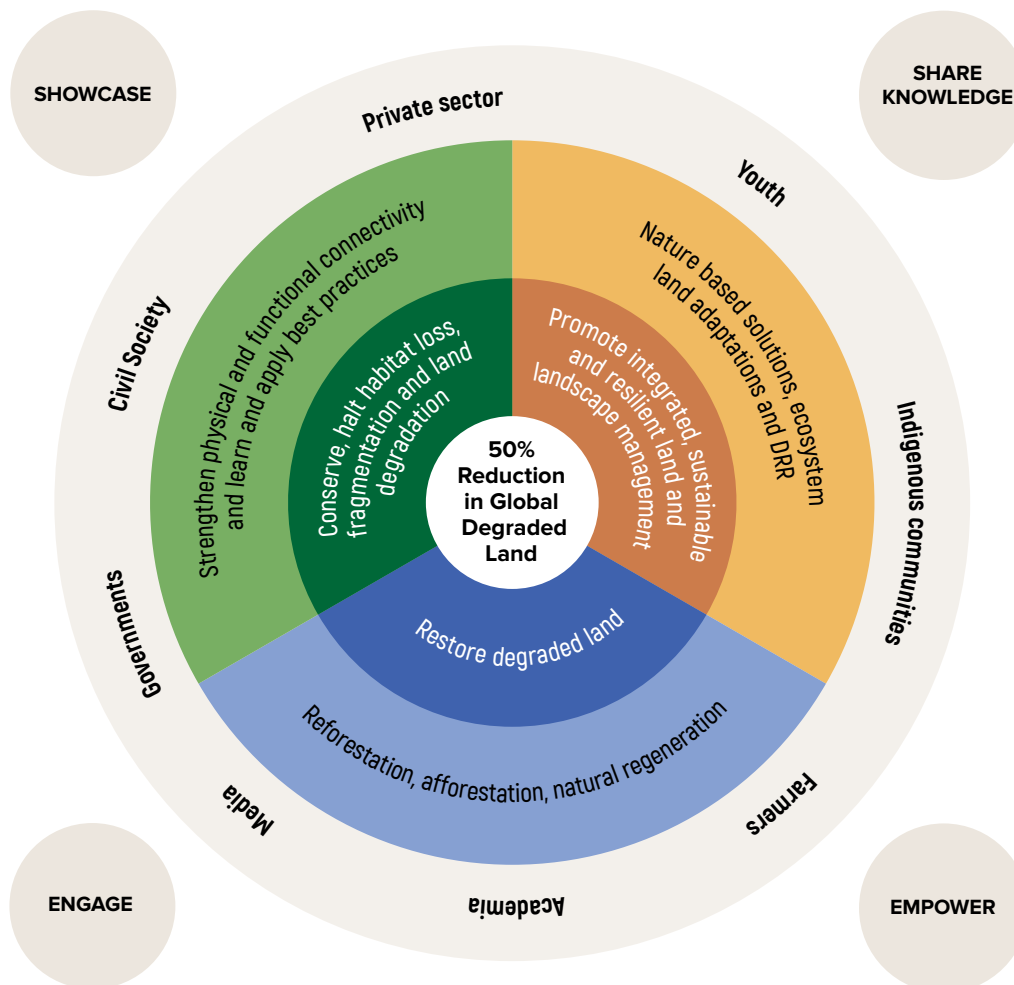 SHOWCASE
SHARE
KNOWLEDGE
Private sector
Youth
Civil Society
Indigenous communities
Governments
Farmers
Media
Academia
Strengthen physical and functional connectivity
and learn and apply best practices
Nature based solutions, ecosystem
land adaptations and DRR
Conserve, halt habitat loss,
fragmentation and land
degradation
Promote integrated, sustainable
and resilient land and
landscape management
50%
Reduction
in Global
Degraded
Land
Restore degraded land
Reforestation, afforestation, natural regeneration
ENGAGE
EMPOWER